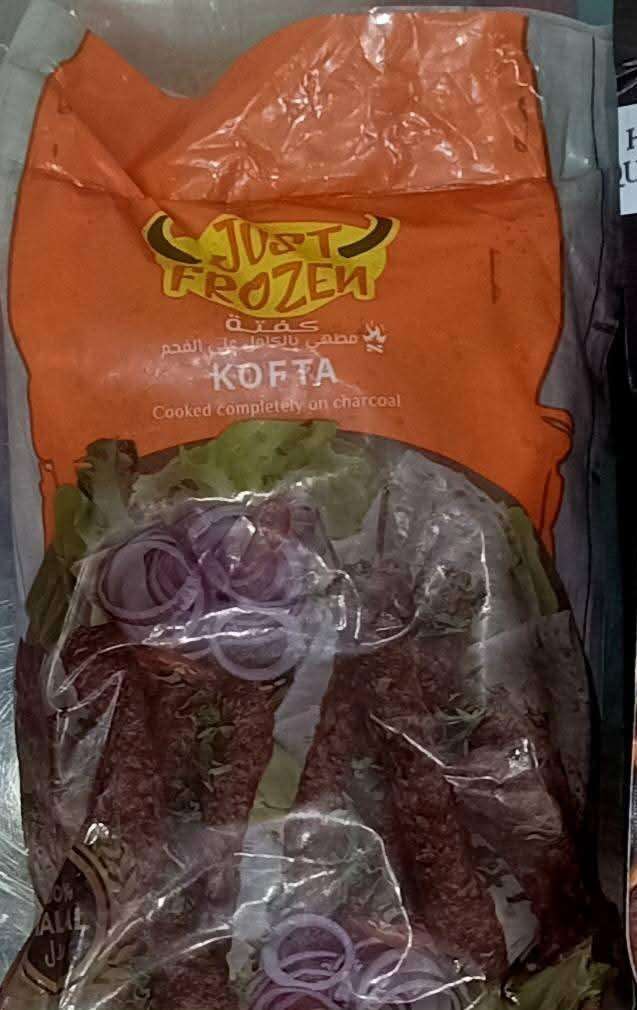 JUST
FROZEN
كفتة
مطهي بالكامل على الفحم
KOFTA
Cooked completely on charcoal